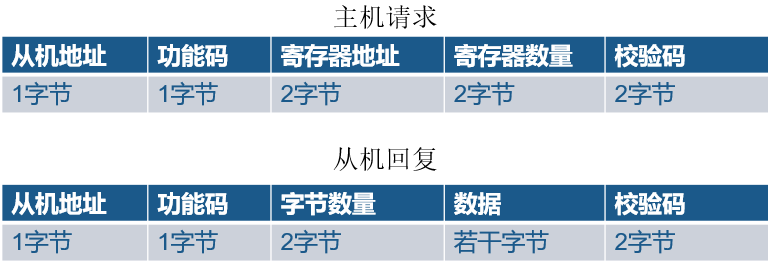 主机请求
从机地址 功能码 寄存器地址 寄存器数量 校验码
1字节 1字节 2字节 2字节 2字节
从机回复
从机地址 功能码 字节数量 数据 校验码
1字节 1字节 2字节 若干字节 2字节